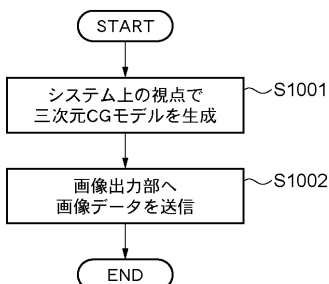 START
システム上の視点で
三次元CGモデルを生成
S1001
画像出力部へ
画像データを送信
S1002
END